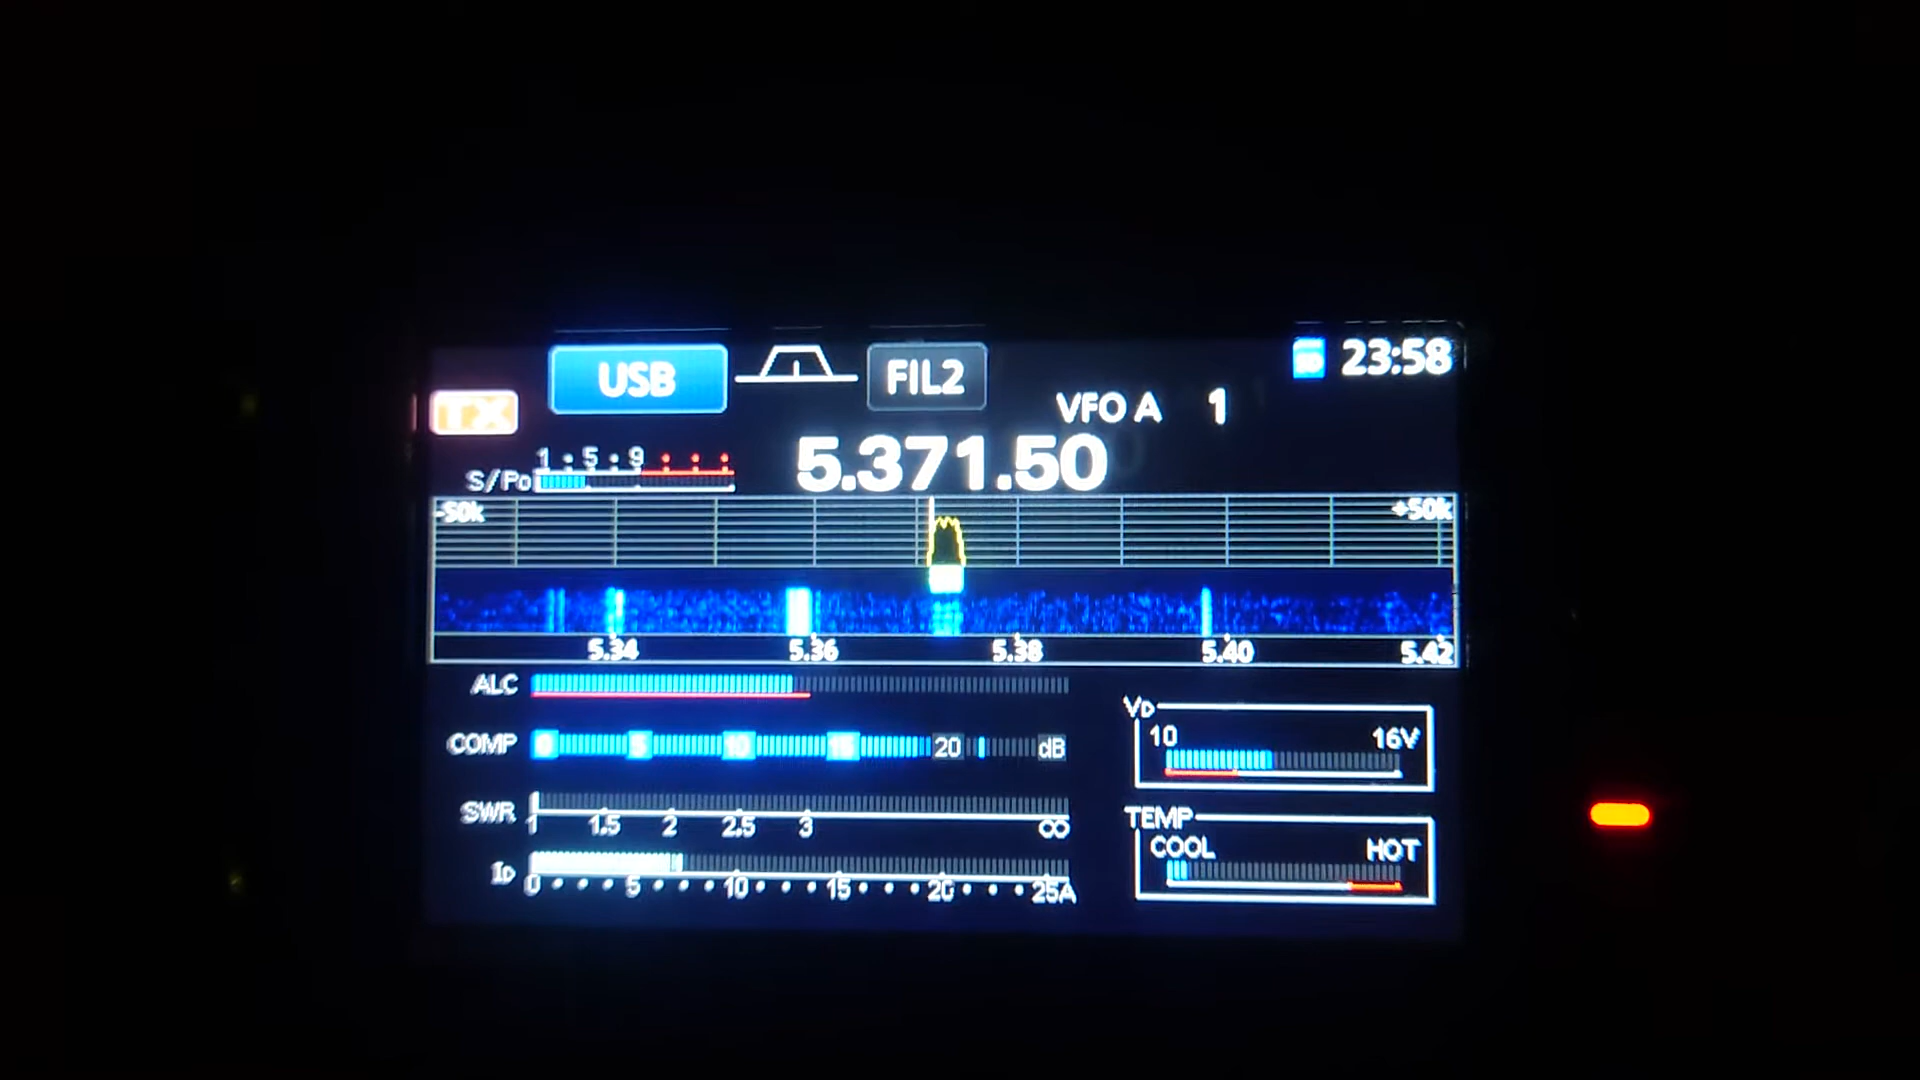 USB FIL2 23:58
TX VFO A 1
5.371.50
S/Po 1 • 5 • 9
-50k +50k
5.34 5.36 5.38 5.40 5.42
ALC
COMP 0 5 10 15 20 dB
SWR 1 1.5 2 2.5 3 ∞
ID 0 5 10 15 20 25A
VD
10 16V
TEMP
COOL HOT